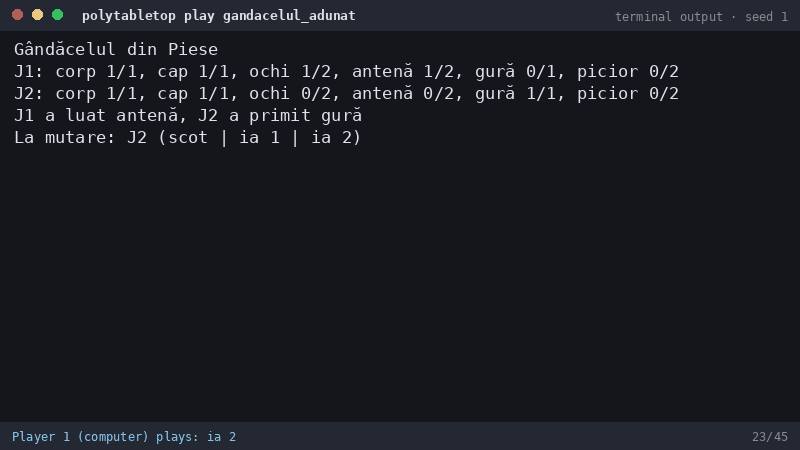 polytabletop play gandacelul_adunat
terminal output · seed 1
Gândăcelul din Piese
J1: corp 1/1, cap 1/1, ochi 1/2, antenă 1/2, gură 0/1, picior 0/2
J2: corp 1/1, cap 1/1, ochi 0/2, antenă 0/2, gură 1/1, picior 0/2
J1 a luat antenă, J2 a primit gură
La mutare: J2 (scot | ia 1 | ia 2)
Player 1 (computer) plays: ia 2
23/45